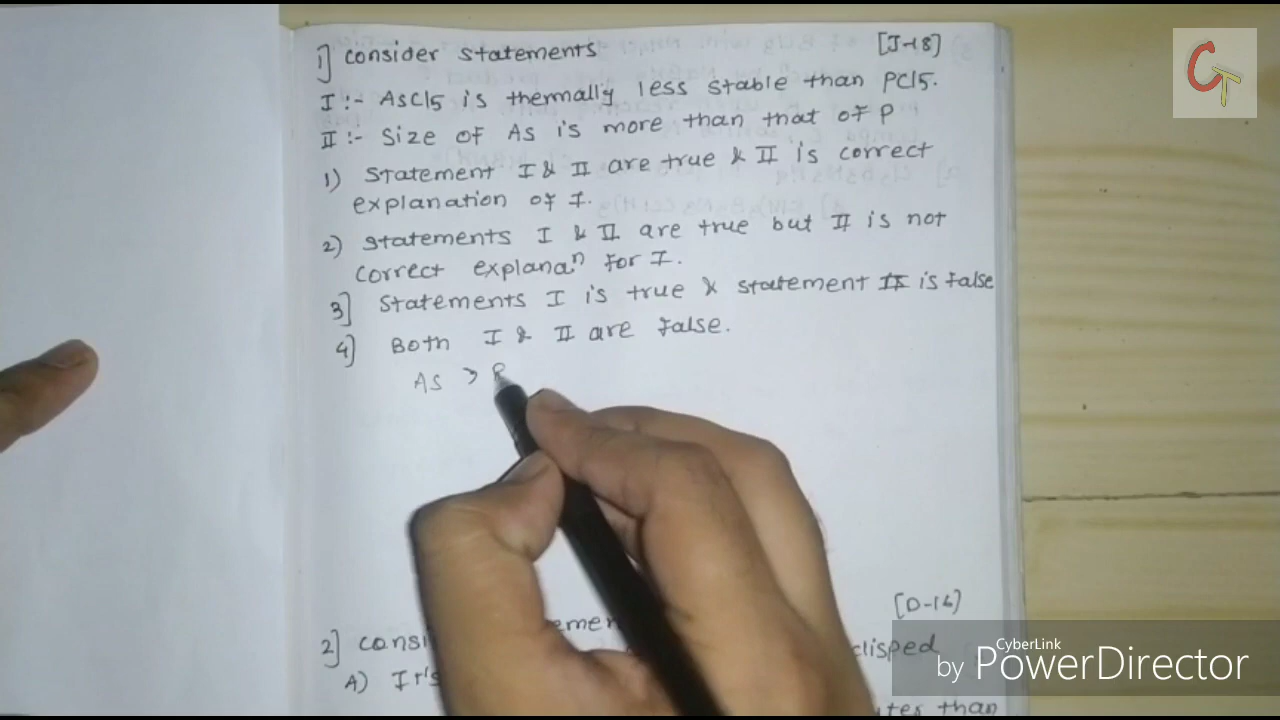 1] Consider statements [J-18]
I :- AsCl5 is thermally less stable than PCl5.
II :- Size of As is more than that of P
1) Statement I & II are true & II is correct
explanation of I.
2) Statements I & II are true but II is not
correct explanaⁿ for I.
3] Statements I is true & statement II is false
4] Both I & II are false.
As > P
[D-16]
2]
A)
than
CT
CyberLink
by PowerDirector